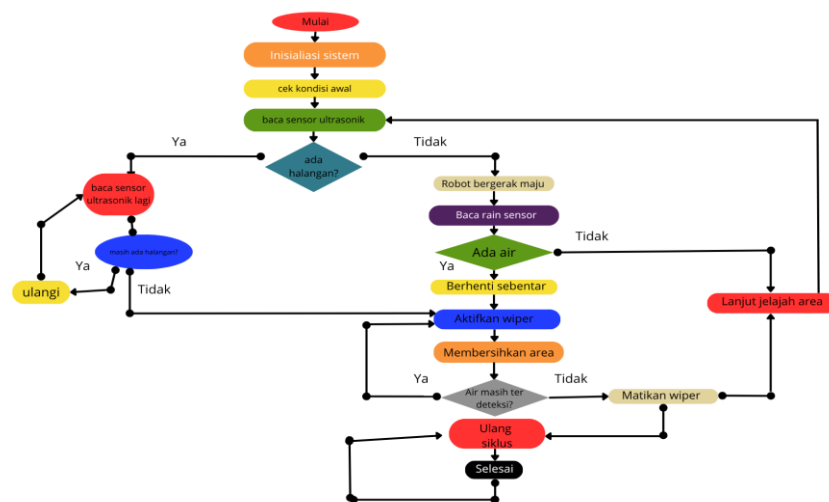 Mulai
Inisialiasi sistem
cek kondisi awal
baca sensor ultrasonik
Ya
Tidak
ada
halangan?
baca sensor
ultrasonik lagi
Robot bergerak maju
Baca rain sensor
masih ada halangan?
Ada air
Tidak
Ya
Ya
Tidak
ulangi
Berhenti sebentar
Lanjut jelajah area
Aktifkan wiper
Membersihkan area
Ya
Tidak
Air masih ter
deteksi?
Matikan wiper
Ulang
siklus
Selesai